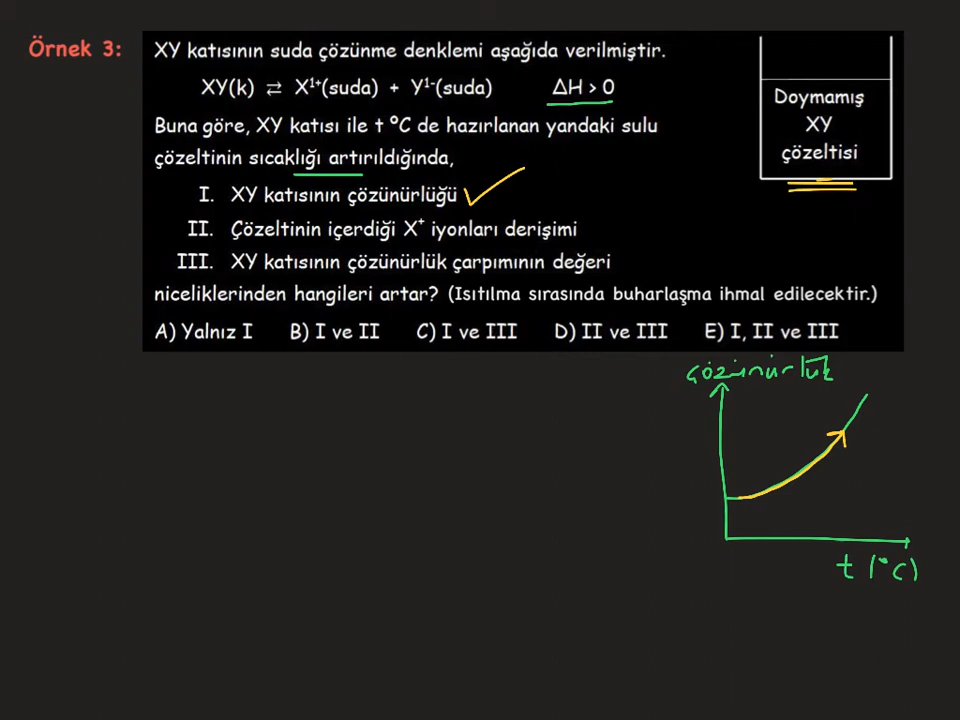 Örnek 3:
XY katısının suda çözünme denklemi aşağıda verilmiştir.
XY(k) ⇄ X¹⁺(suda) + Y¹⁻(suda) ΔH > 0
Buna göre, XY katısı ile t ⁰C de hazırlanan yandaki sulu
çözeltinin sıcaklığı artırıldığında,
I. XY katısının çözünürlüğü
II. Çözeltinin içerdiği X⁺ iyonları derişimi
III. XY katısının çözünürlük çarpımının değeri
niceliklerinden hangileri artar? (Isıtılma sırasında buharlaşma ihmal edilecektir.)
A) Yalnız I B) I ve II C) I ve III D) II ve III E) I, II ve III
Doymamış
XY
çözeltisi
çözünürlük
t (°C)